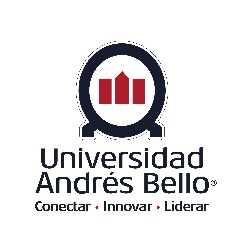 Universidad
Andrés Bello®
Conectar • Innovar • Liderar